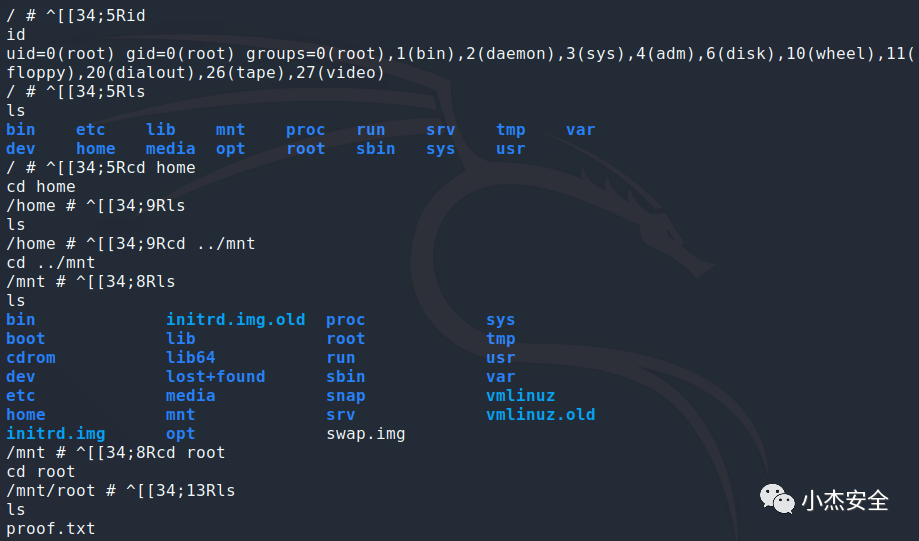 / # ^[[34;5Rid
id
uid=0(root) gid=0(root) groups=0(root),1(bin),2(daemon),3(sys),4(adm),6(disk),10(wheel),11(
floppy),20(dialout),26(tape),27(video)
/ # ^[[34;5Rls
ls
bin    etc    lib    mnt    proc   run    srv    tmp    var
dev    home   media  opt    root   sbin   sys    usr
/ # ^[[34;5Rcd home
cd home
/home # ^[[34;9Rls
ls
/home # ^[[34;9Rcd ../mnt
cd ../mnt
/mnt # ^[[34;8Rls
ls
bin             initrd.img.old  proc            sys
boot            lib             root            tmp
cdrom           lib64           run             usr
dev             lost+found      sbin            var
etc             media           snap            vmlinuz
home            mnt             srv             vmlinuz.old
initrd.img      opt             swap.img
/mnt # ^[[34;8Rcd root
cd root
/mnt/root # ^[[34;13Rls
ls
proof.txt
小杰安全